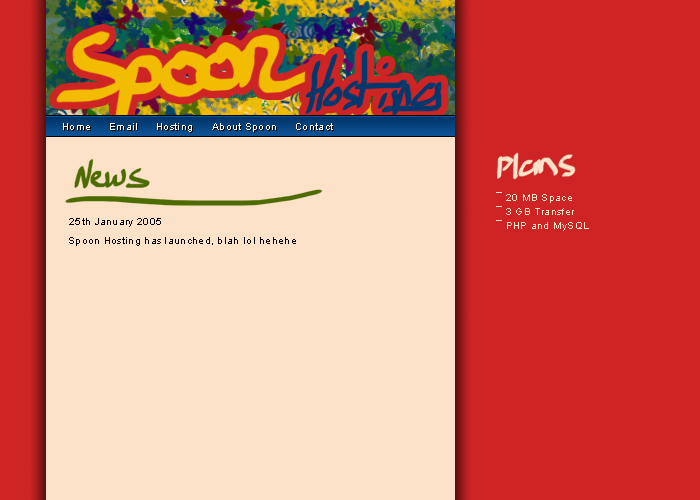 Spoon Hosting
Home Email Hosting About Spoon Contact
News
25th January 2005
Spoon Hosting has launched, blah lol hehehe
Plans
20 MB Space
3 GB Transfer
PHP and MySQL